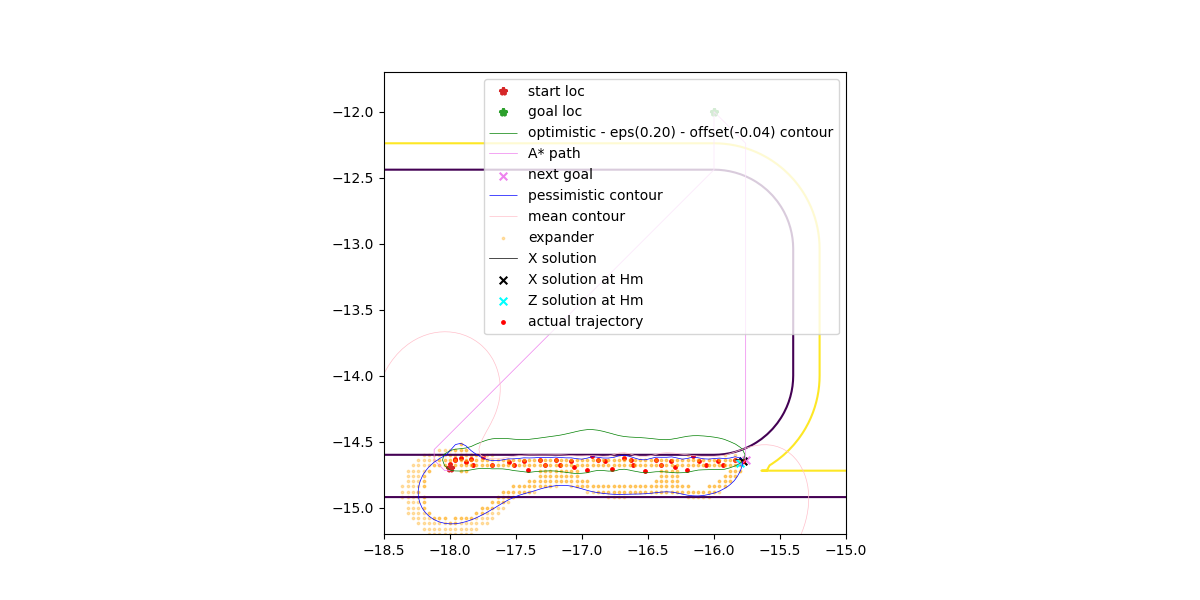 start loc
goal loc
optimistic - eps(0.20) - offset(-0.04) contour
A* path
next goal
pessimistic contour
mean contour
expander
X solution
X solution at Hm
Z solution at Hm
actual trajectory
−12.0
−12.5
−13.0
−13.5
−14.0
−14.5
−15.0
−18.5 −18.0 −17.5 −17.0 −16.5 −16.0 −15.5 −15.0